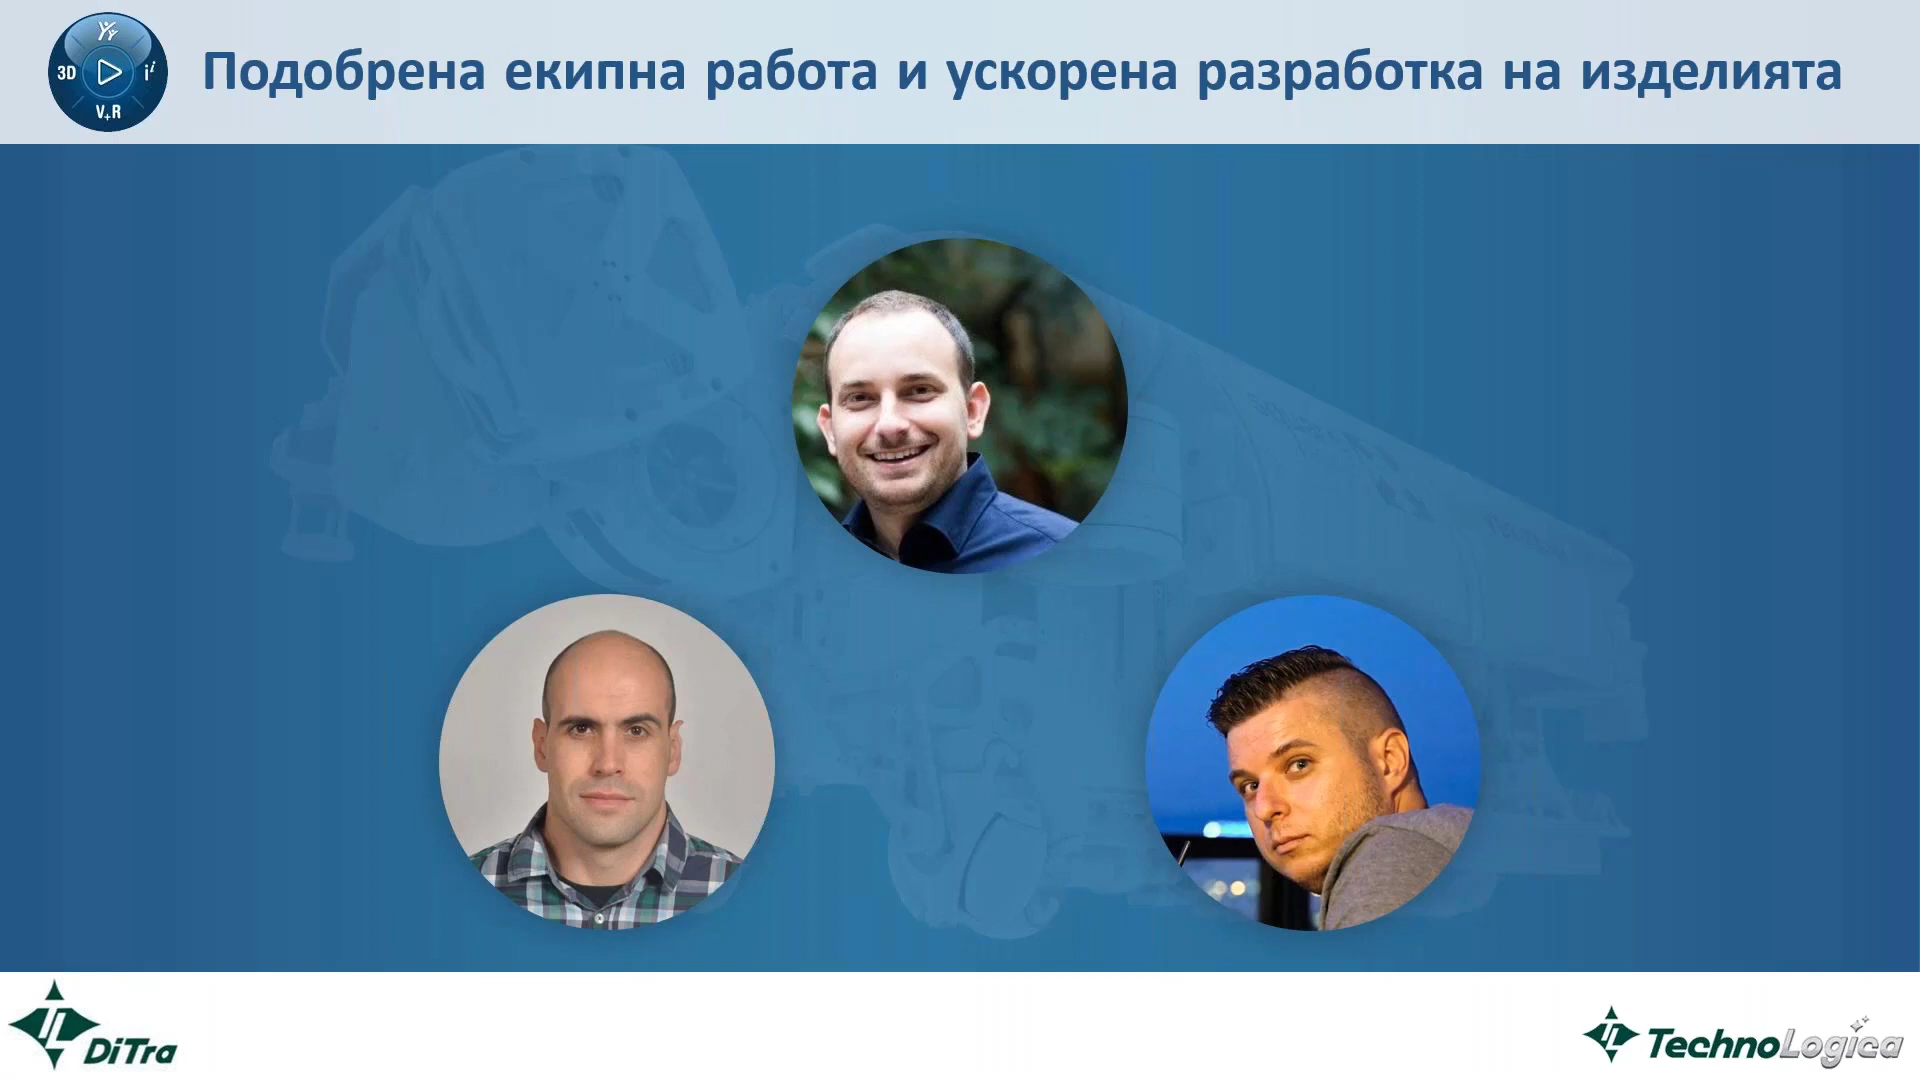 Подобрена екипна работа и ускорена разработка на изделията
3D
V+R
DiTra
TechnoLogica